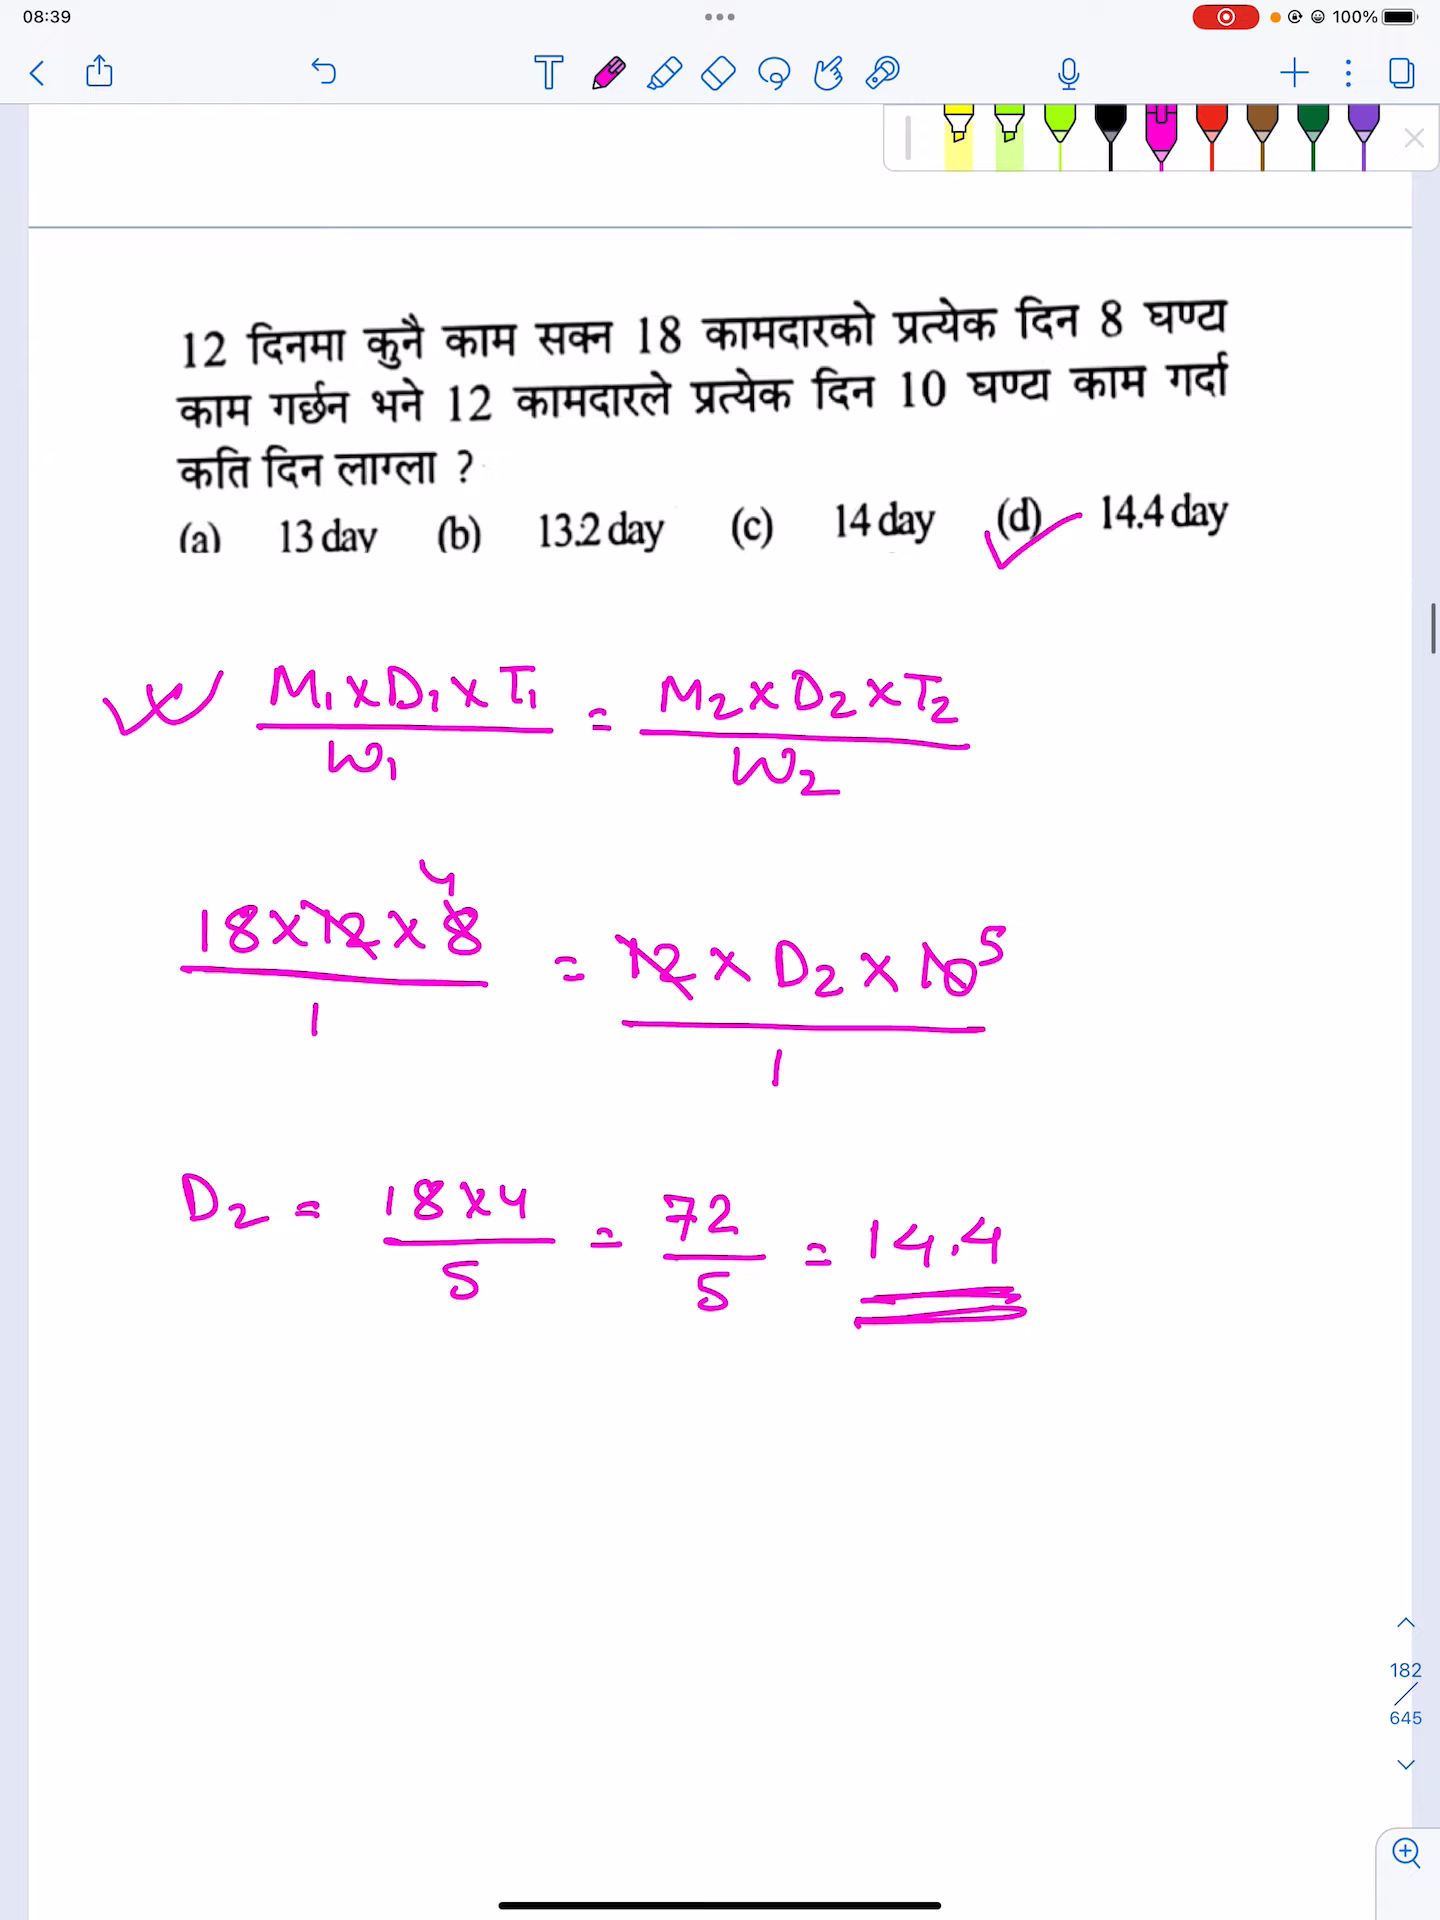 08:39
100%
12 दिनमा कुनै काम सक्न 18 कामदारको प्रत्येक दिन 8 घण्टा
काम गर्छन भने 12 कामदारले प्रत्येक दिन 10 घण्टा काम गर्दा
कति दिन लाग्ला ?
(a) 13 day (b) 13.2 day (c) 14 day (d) 14.4 day
M1 x D1 x T1 / W1 = M2 x D2 x T2 / W2
4
18 x 12 x 8 / 1 = 12 x D2 x 10 5 / 1
D2 = 18 x 4 / 5 = 72 / 5 = 14.4
182
/
645